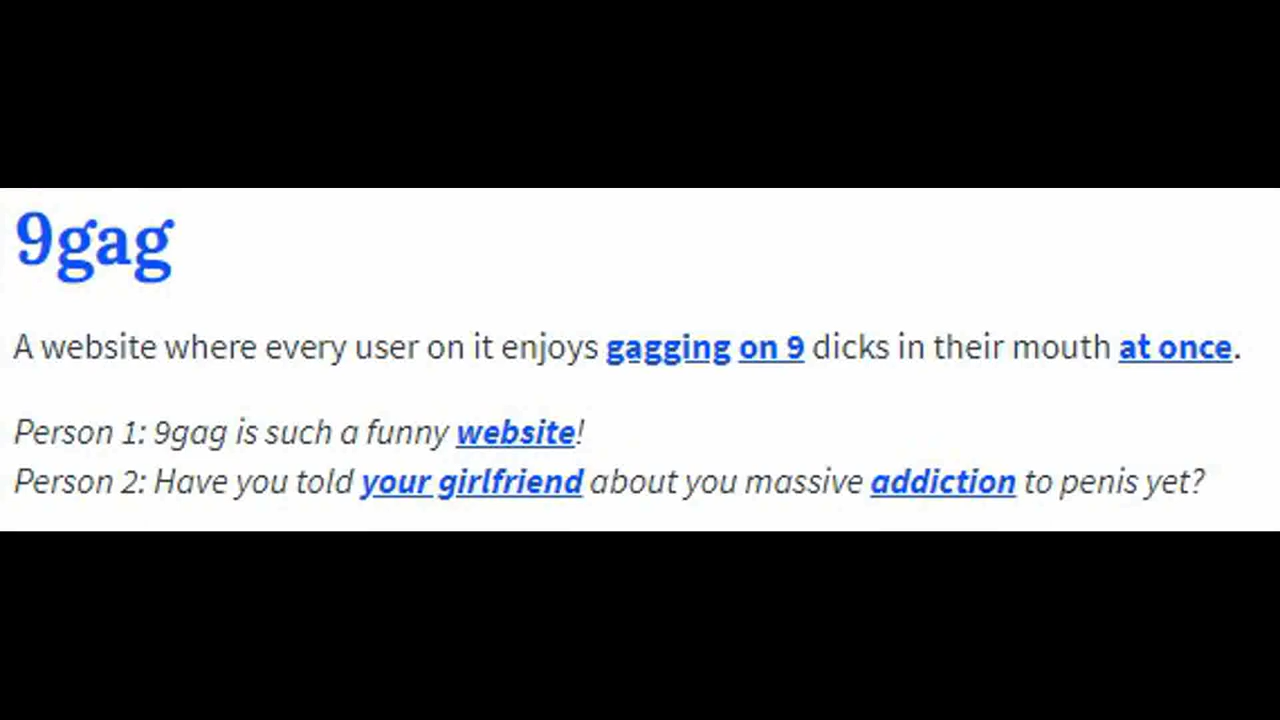 9gag
A website where every user on it enjoys gagging on 9 dicks in their mouth at once.
Person 1: 9gag is such a funny website!
Person 2: Have you told your girlfriend about you massive addiction to penis yet?